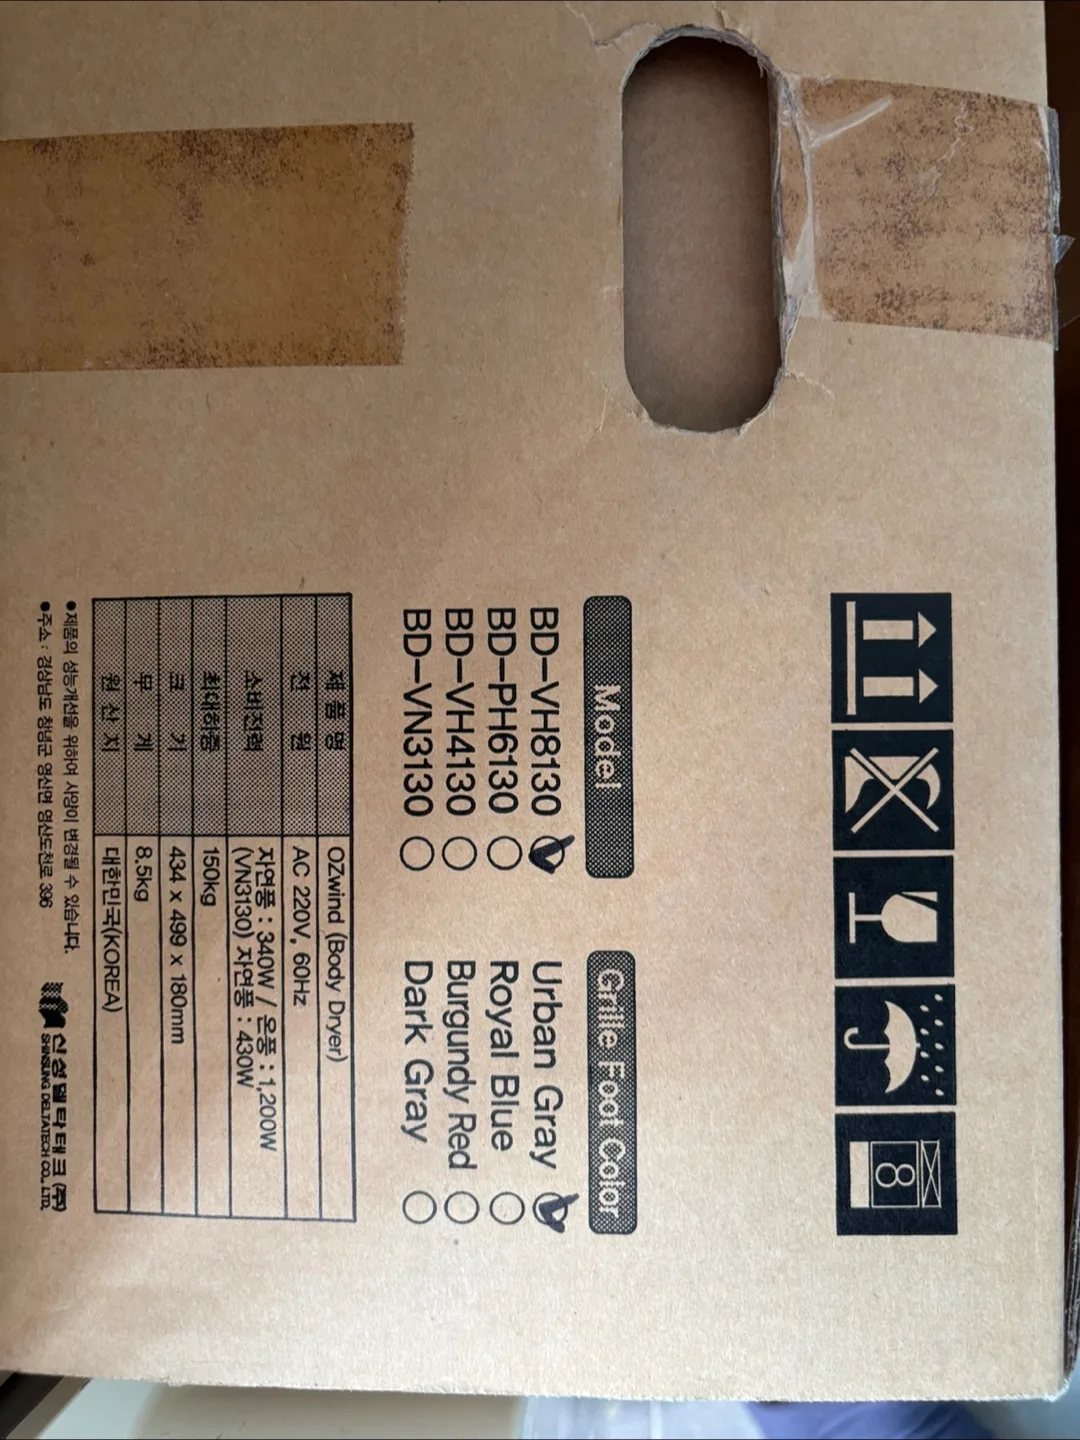 8
Model
BD-VH8130
BD-PH6130
BD-VH4130
BD-VN3130
Grille Foot Color
Urban Gray
Royal Blue
Burgundy Red
Dark Gray
제 품 명 OZwind (Body Dryer)
전 원 AC 220V, 60Hz
소비전력 자연풍 : 340W / 온풍 : 1,200W
(VN3130) 자연풍 : 430W
최대하중 150kg
크 기 434 x 499 x 180mm
무 게 8.5kg
원 산 지 대한민국(KOREA)
●제품의 성능개선을 위하여 사양이 변경될 수 있습니다.
●주소 : 경상남도 창녕군 영산면 영산도천로 396
신성델타테크(주)
SHINSUNG DELTATECH CO., LTD.